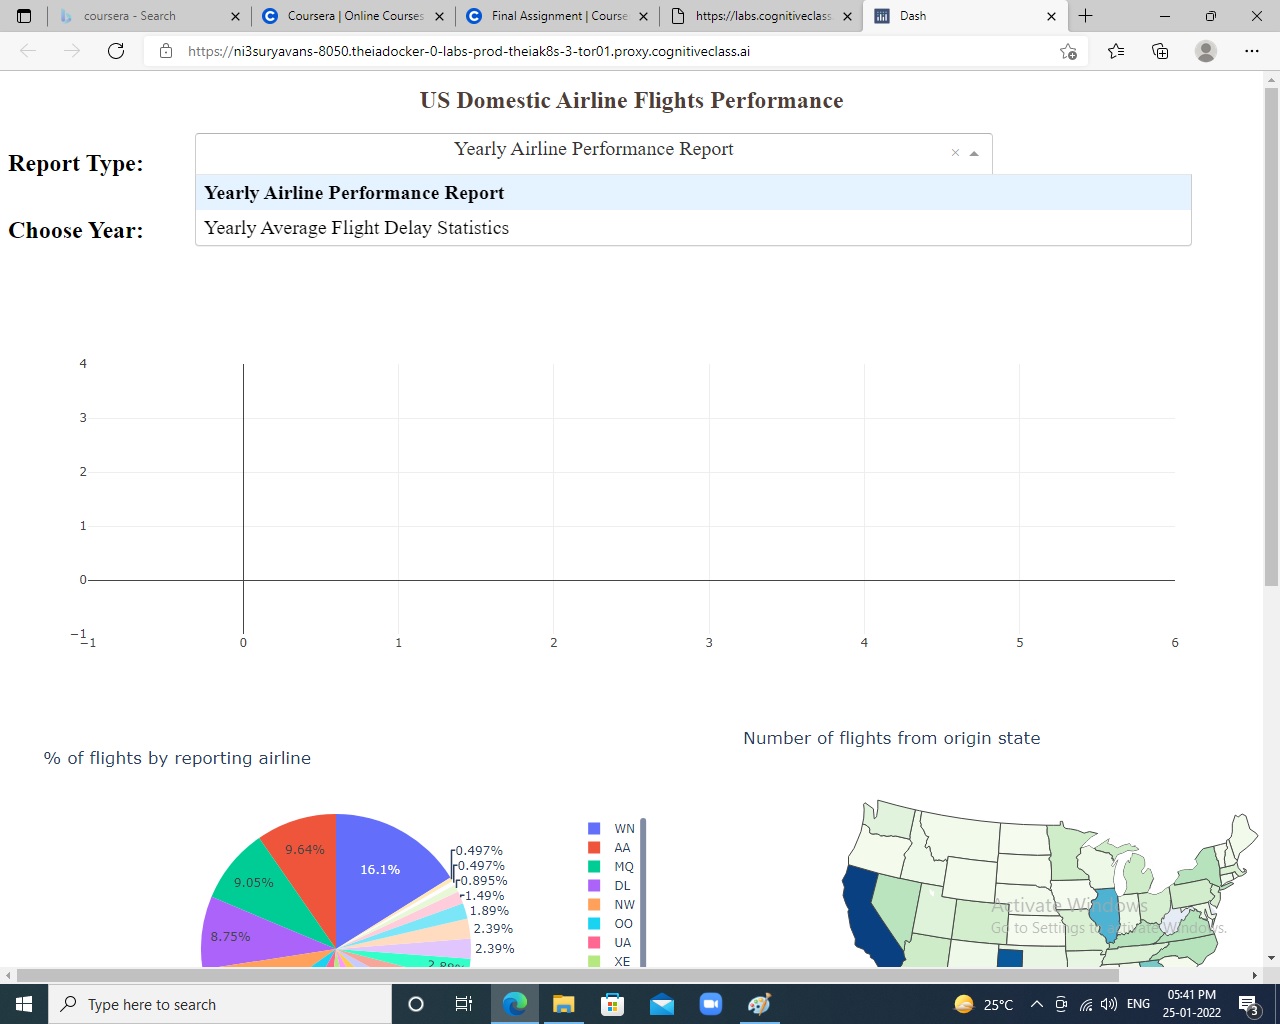 coursera - Search
Coursera | Online Courses
Final Assignment | Course
https://labs.cognitiveclass.
Dash
https://ni3suryavans-8050.theiadocker-0-labs-prod-theiak8s-3-tor01.proxy.cognitiveclass.ai
US Domestic Airline Flights Performance
Report Type:
Yearly Airline Performance Report
Yearly Airline Performance Report
Yearly Average Flight Delay Statistics
Choose Year:
4
3
2
1
0
−1
−1 0 1 2 3 4 5 6
% of flights by reporting airline
Number of flights from origin state
16.1%
9.64%
9.05%
8.75%
0.497%
0.497%
0.895%
1.49%
1.89%
2.39%
2.39%
WN
AA
MQ
DL
NW
OO
UA
XE
Activate Windows
Go to Settings to activate Windows.
Type here to search
25°C
ENG
05:41 PM
25-01-2022
3